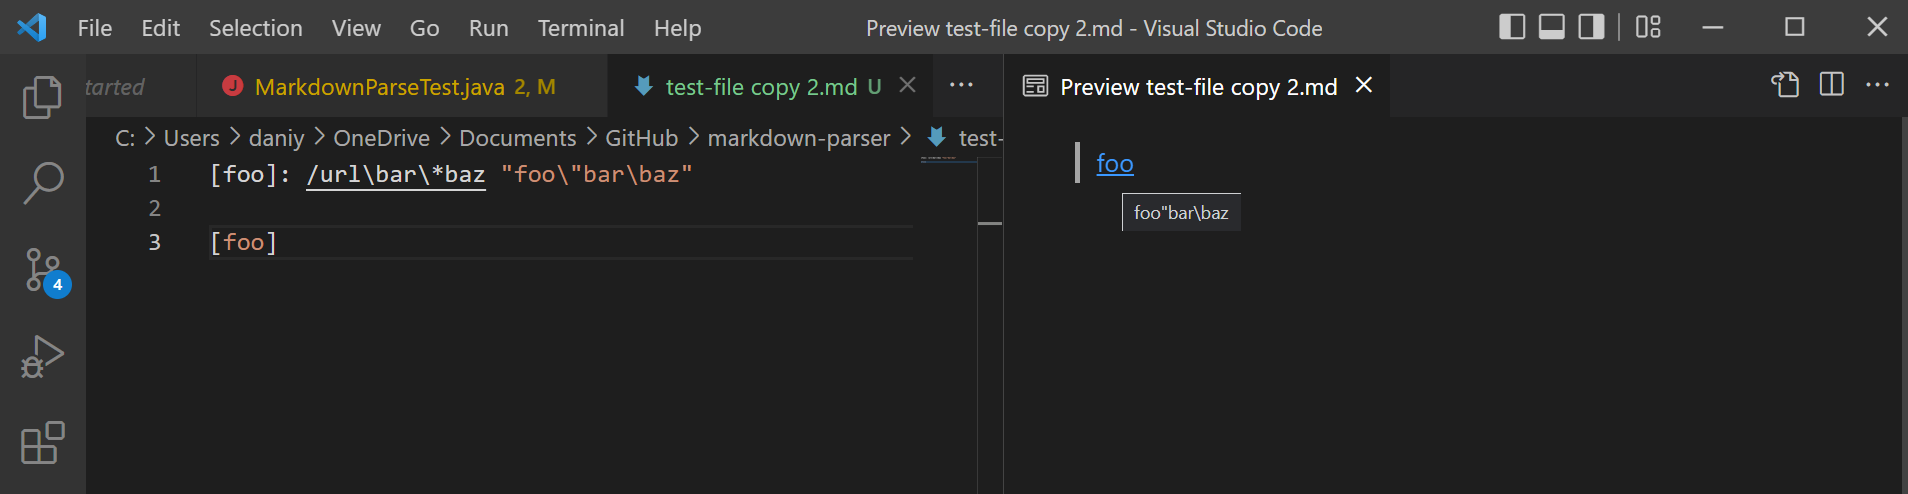 File Edit Selection View Go Run Terminal Help Preview test-file copy 2.md - Visual Studio Code
tarted MarkdownParseTest.java 2, M test-file copy 2.md U ··· Preview test-file copy 2.md ···
C: > Users > daniy > OneDrive > Documents > GitHub > markdown-parser > test-
1 [foo]: /url\bar\*baz "foo\"bar\baz"
2
3 [foo]
foo
foo"bar\baz
4